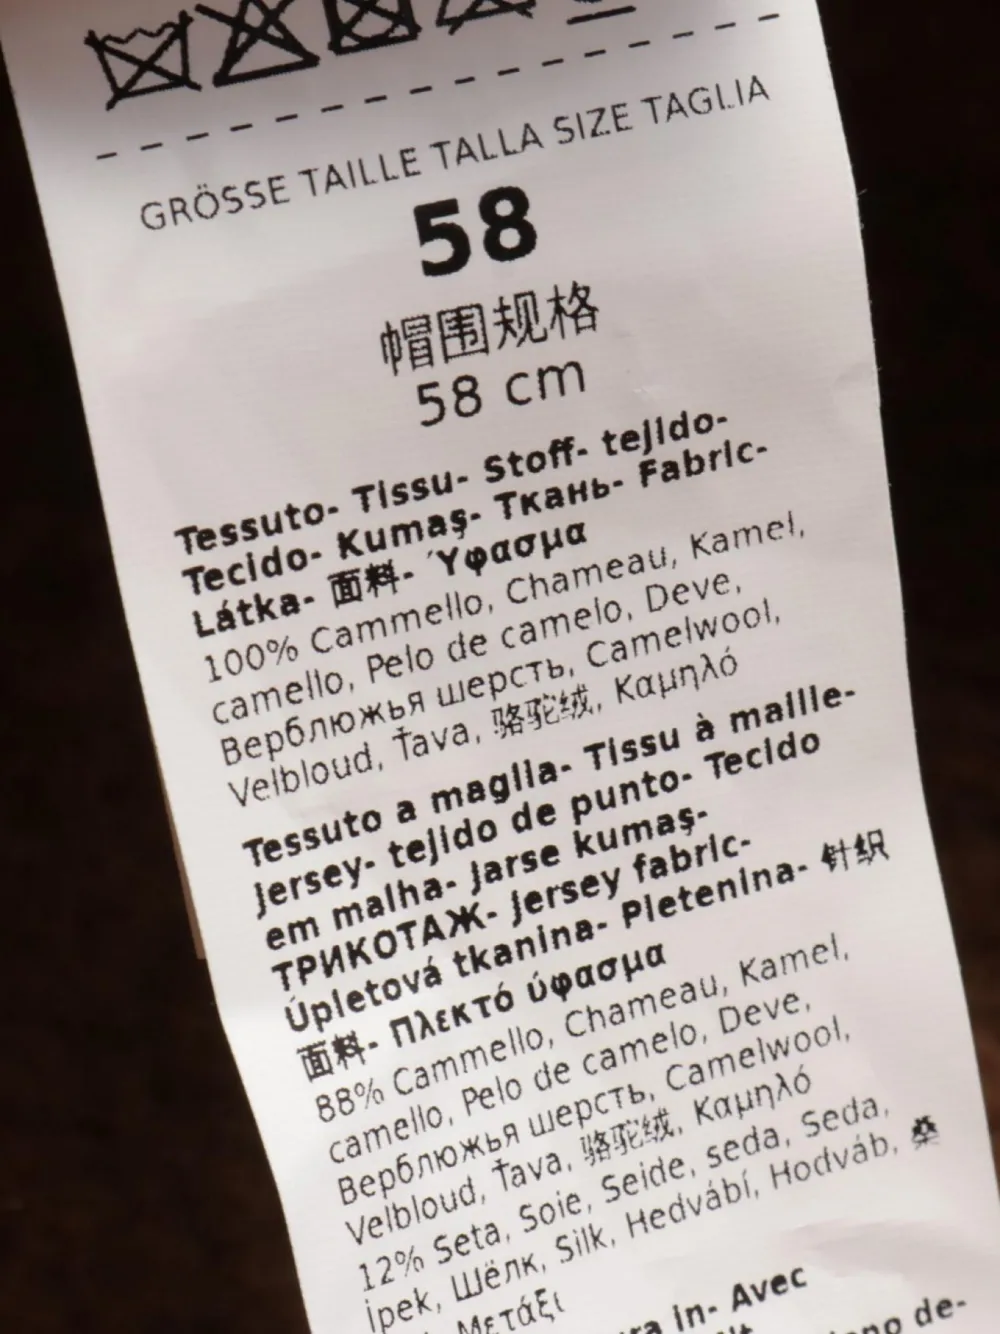 GRÖSSE TAILLE TALLA SIZE TAGLIA
58
帽围规格
58 cm
Tessuto- Tissu- Stoff- tejido-
Tecido- Kumaş- Ткань- Fabric-
Látka- 面料- Ύφασμα
100% Cammello, Chameau, Kamel,
camello, Pelo de camelo, Deve,
Верблюжья шерсть, Camelwool,
Velbloud, Ťava, 骆驼绒, Καμηλό
Tessuto a maglia- Tissu à maille-
Jersey- tejido de punto- Tecido
em malha- Jarse kumaş-
ТРИКОТАЖ- Jersey fabric-
Úpletová tkanina- Pletenina- 针织
面料- Πλεκτό ύφασμα
88% Cammello, Chameau, Kamel,
camello, Pelo de camelo, Deve,
Верблюжья шерсть, Camelwool,
Velbloud, Ťava, 骆驼绒, Καμηλό
12% Seta, Soie, Seide, seda, Seda,
İpek, Шёлк, Silk, Hedvábí, Hodváb, 桑
Μετάξι
in- Avec
de-